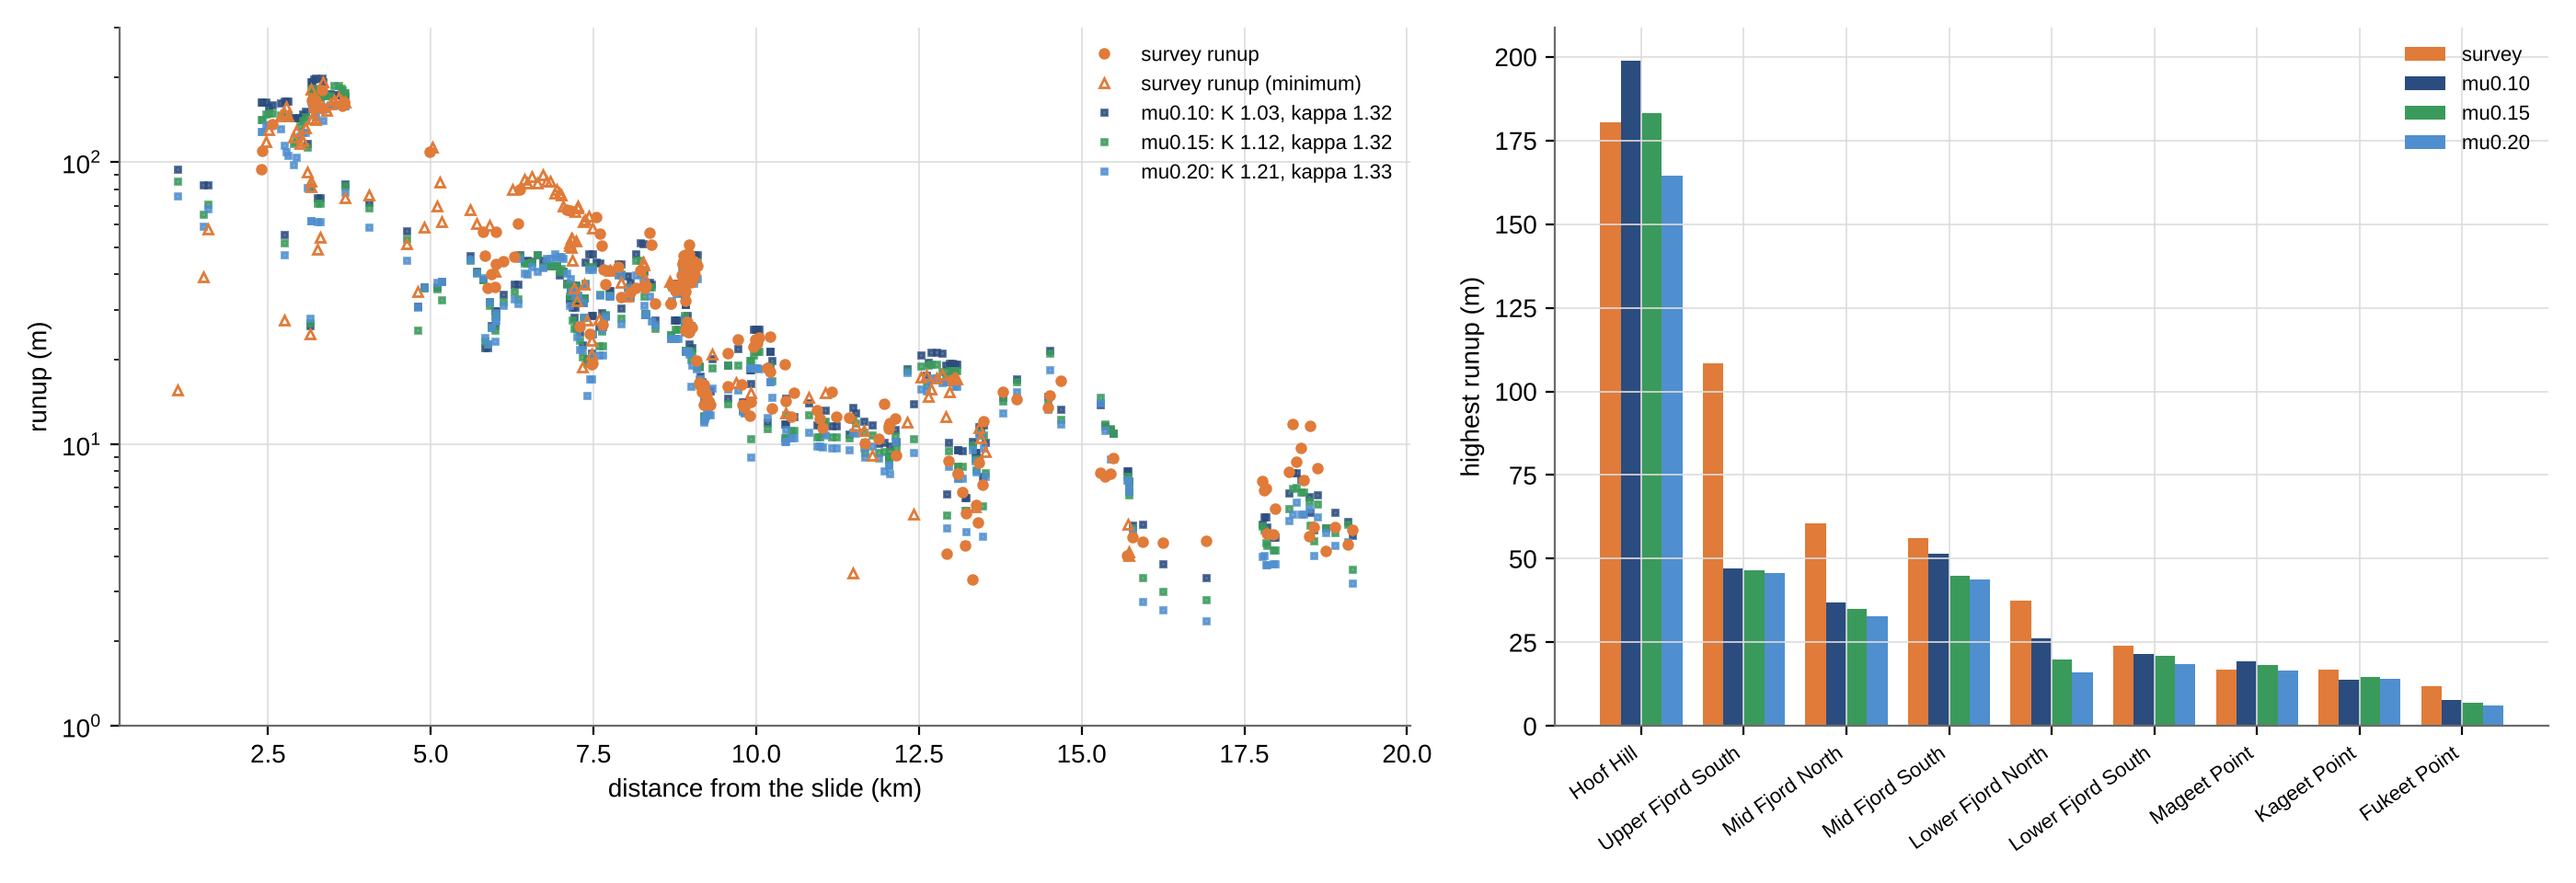 survey runup
survey runup (minimum)
mu0.10: K 1.03, kappa 1.32
mu0.15: K 1.12, kappa 1.32
mu0.20: K 1.21, kappa 1.33
runup (m)
10²
10¹
10⁰
2.5 5.0 7.5 10.0 12.5 15.0 17.5 20.0
distance from the slide (km)
survey
mu0.10
mu0.15
mu0.20
highest runup (m)
200
175
150
125
100
75
50
25
0
Hoof Hill
Upper Fjord South
Mid Fjord North
Mid Fjord South
Lower Fjord North
Lower Fjord South
Mageet Point
Kageet Point
Fukeet Point